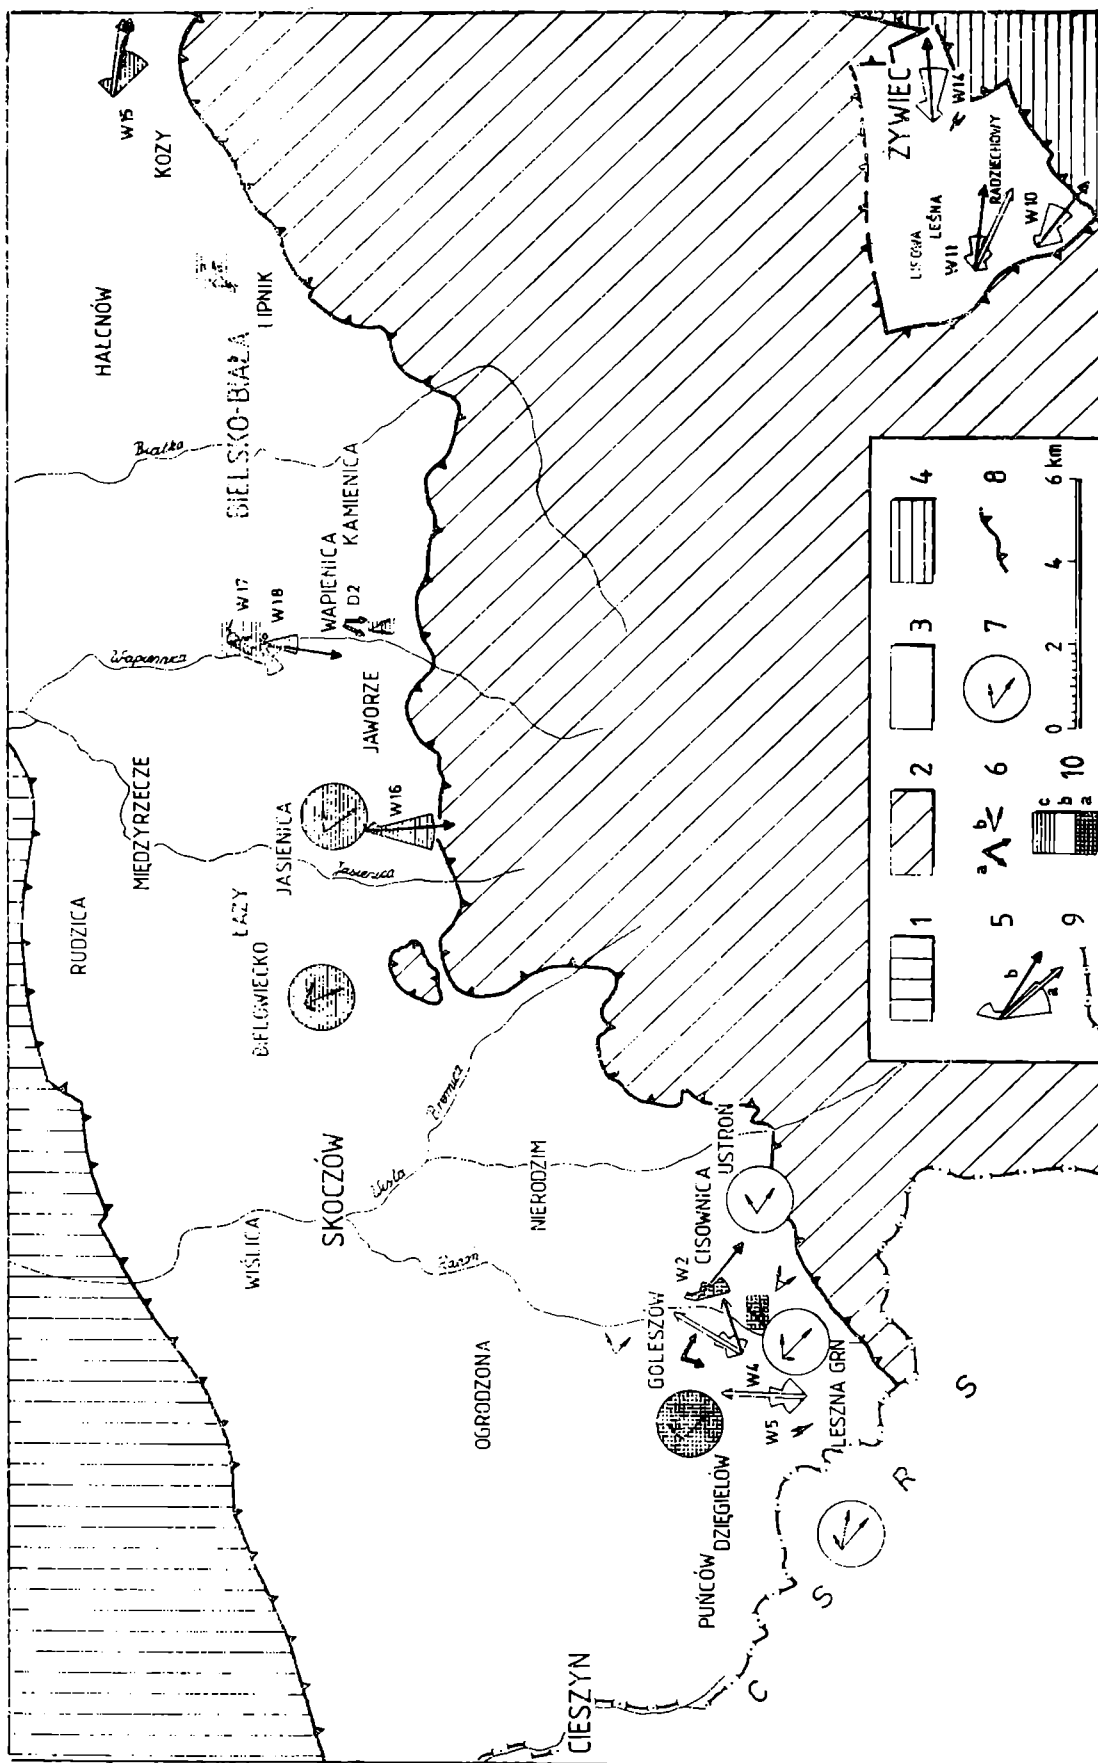 W15
KOZY
HAŁCNÓW
LIPNIK
BIELSKO-BIAŁA
Białka
KAMIENICA
WAPIENICA
D2
W17
W18
Wapienica
JAWORZE
MIĘDZYRZECZE
JASIENICA
W16
Jasienica
ŁAZY
RUDZICA
BIELOWIECKO
Brennica
SKOCZÓW
Wisła
WIŚLICA
NIERODZIM
USTROŃ
CISOWNICA
W2
GOLESZÓW
W4
W5
LESZNA GRN
OGRODZONA
DZIĘGIELÓW
PUŃCÓW
CIESZYN
C S R S
ŻYWIEC
W14
RADZIECHOWY
LEŚNA
W11
W10
1 2 3 4
5 6 7 8
a b
a b
9 10
a b c
0 2 4 6 km